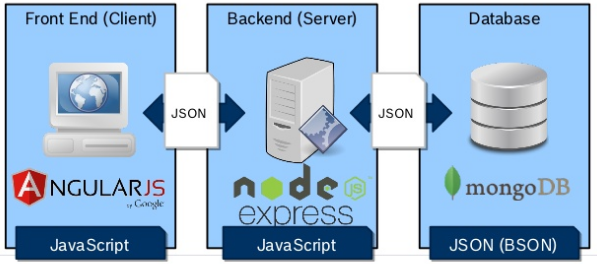 Front End (Client)
Backend (Server)
Database
JSON
JSON
ANGULARJS
by Google
node JS
express
mongoDB
JavaScript
JavaScript
JSON (BSON)